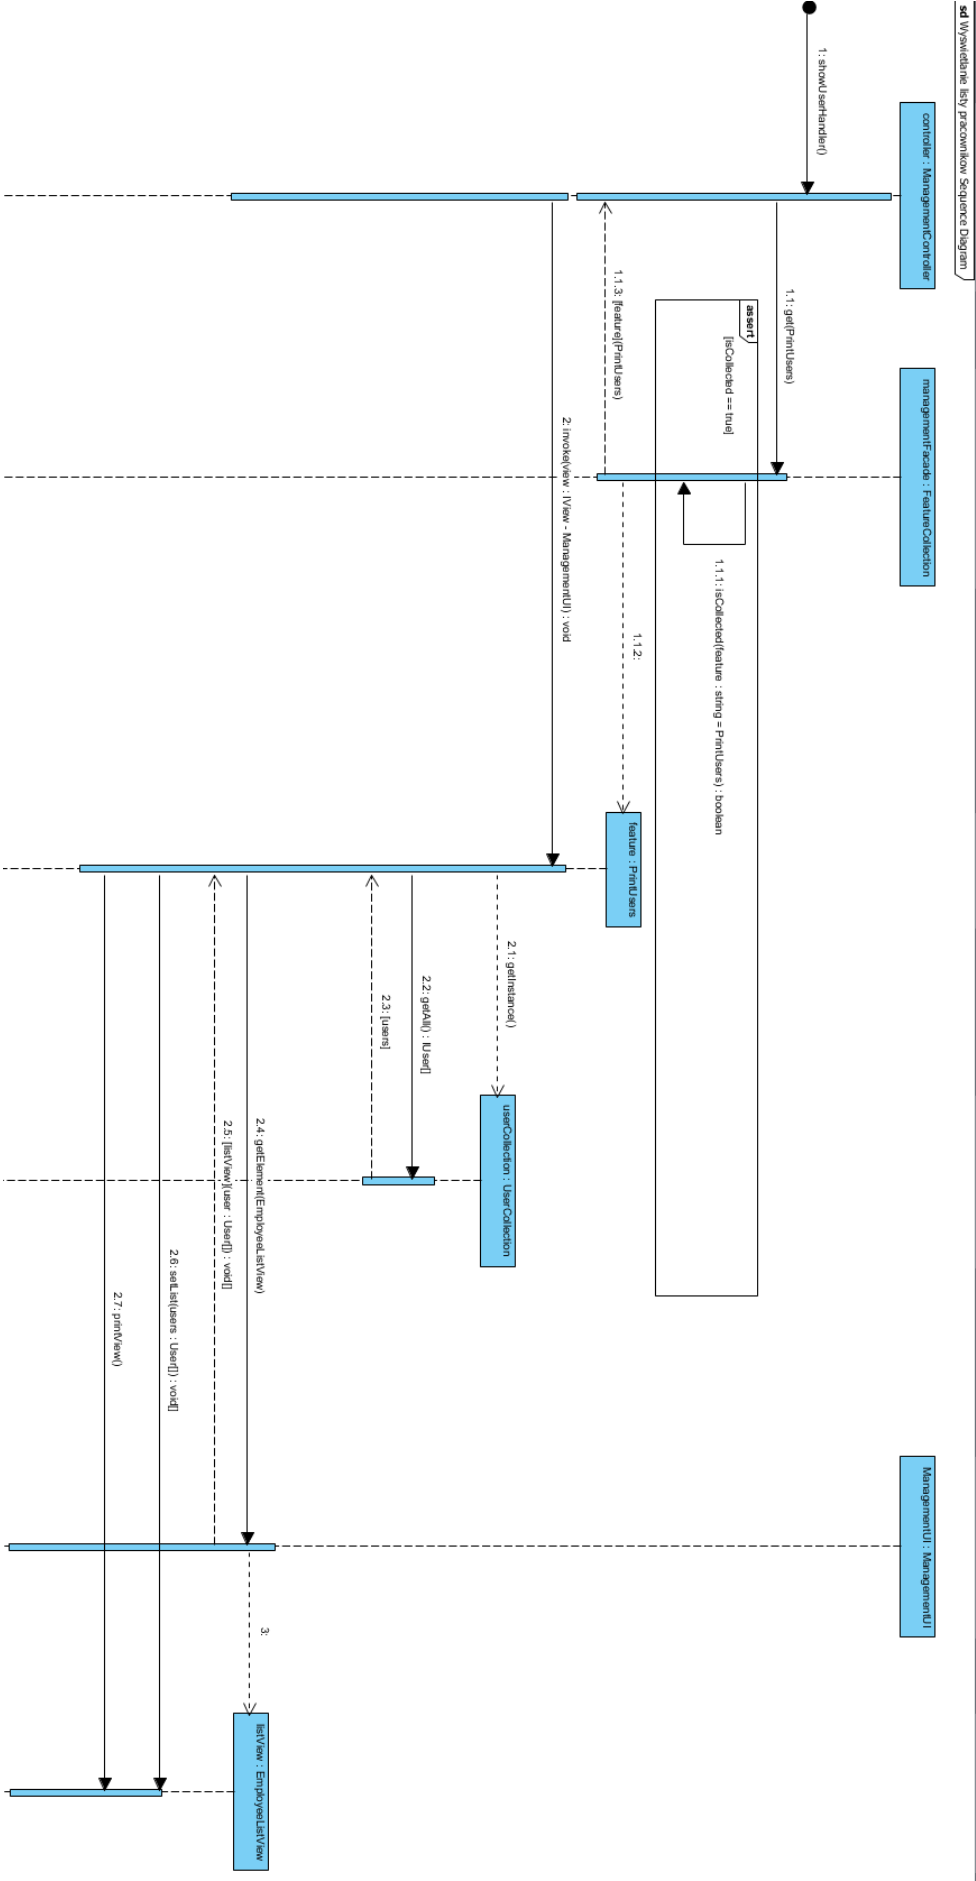 sd Wyswietlanie listy pracownikow Sequence Diagram
controller : ManagementController
managementFacade : FeatureCollection
ManagementUI : ManagementUI
1: showUserHandler()
1.1: get(PrintUsers)
assert
[isCollected == true]
1.1.1: isCollected(feature : string = PrintUsers) : boolean
1.1.2:
feature : PrintUsers
1.1.3: [feature](PrintUsers)
2: invoke(view : IView - ManagementUI) : void
2.1: getInstance()
userCollection : UserCollection
2.2: getAll() : IUser[]
2.3: [users]
2.4: getElement(EmployeeListView)
3:
listView : EmployeeListView
2.5: [listView](user : User[]) : void[]
2.6: setList(users : User[]) : void[]
2.7: printView()